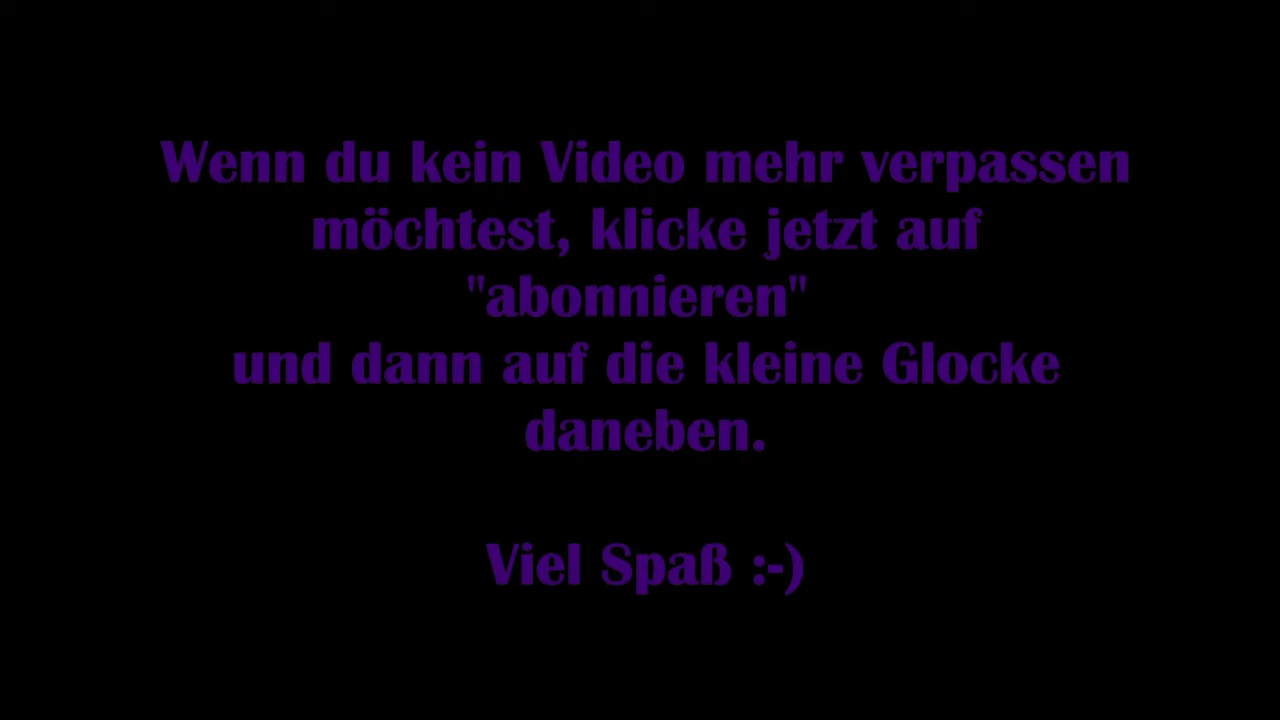 Wenn du kein Video mehr verpassen
möchtest, klicke jetzt auf
"abonnieren"
und dann auf die kleine Glocke
daneben.
Viel Spaß :-)